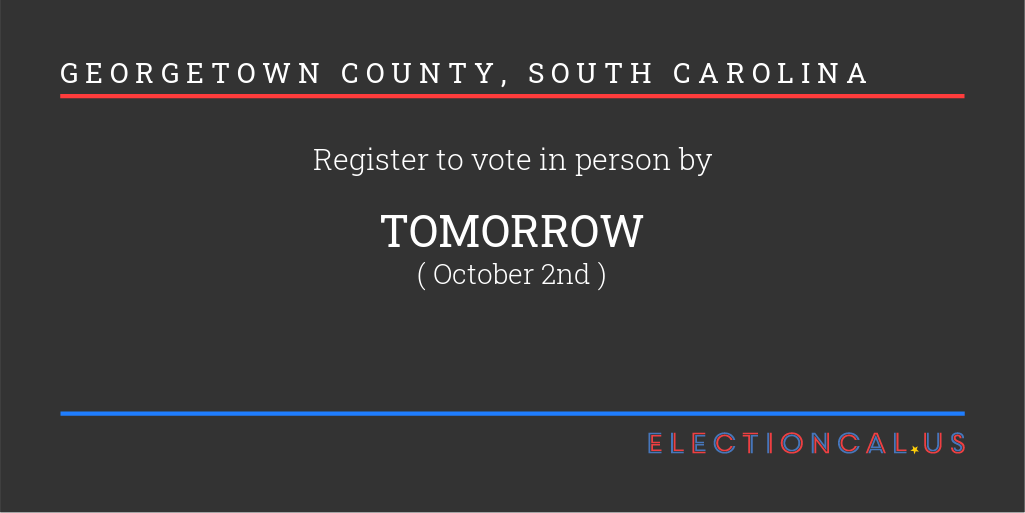 GEORGETOWN COUNTY, SOUTH CAROLINA
Register to vote in person by
TOMORROW
( October 2nd )
ELECTIONCAL.US